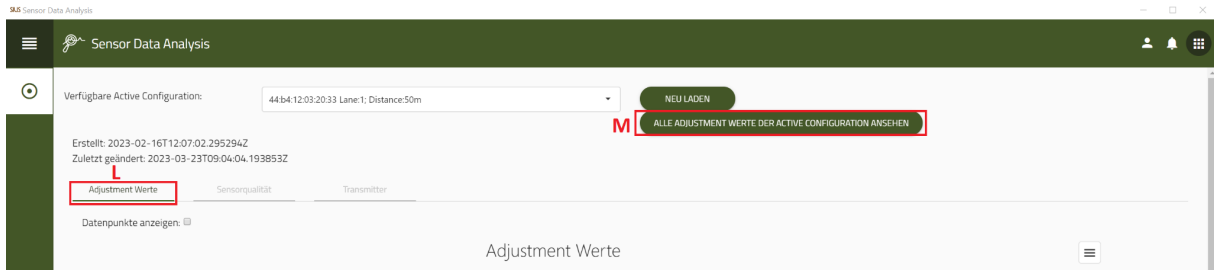 SIUS Sensor Data Analysis
Sensor Data Analysis
Verfügbare Active Configuration:
44:b4:12:03:20:33 Lane:1; Distance:50m
NEU LADEN
M
ALLE ADJUSTMENT WERTE DER ACTIVE CONFIGURATION ANSEHEN
Erstellt: 2023-02-16T12:07:02.295294Z
Zuletzt geändert: 2023-03-23T09:04:04.193853Z
L
Adjustment Werte
Sensorqualität
Transmitter
Datenpunkte anzeigen:
Adjustment Werte